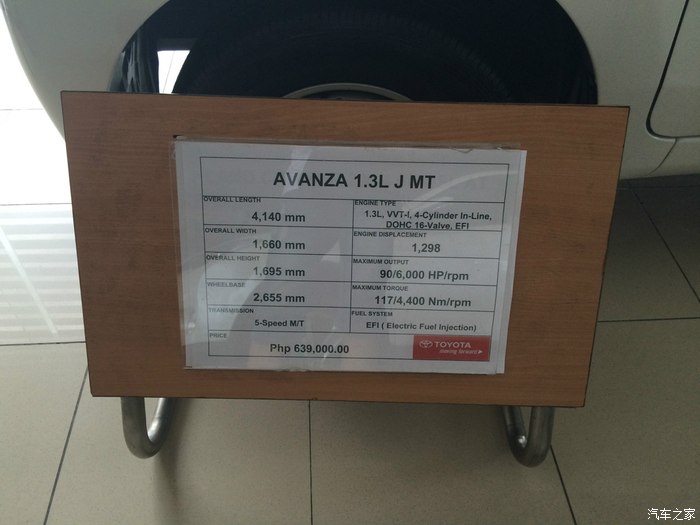 AVANZA 1.3L J MT
OVERALL LENGTH
4,140 mm
ENGINE TYPE
1.3L, VVT-I, 4-Cylinder In-Line,
DOHC 16-Valve, EFI
OVERALL WIDTH
1,660 mm
ENGINE DISPLACEMENT
1,298
OVERALL HEIGHT
1,695 mm
MAXIMUM OUTPUT
90/6,000 HP/rpm
WHEELBASE
2,655 mm
MAXIMUM TORQUE
117/4,400 Nm/rpm
TRANSMISSION
5-Speed M/T
FUEL SYSTEM
EFI ( Electric Fuel Injection)
PRICE
Php 639,000.00
TOYOTA
moving forward
汽车之家